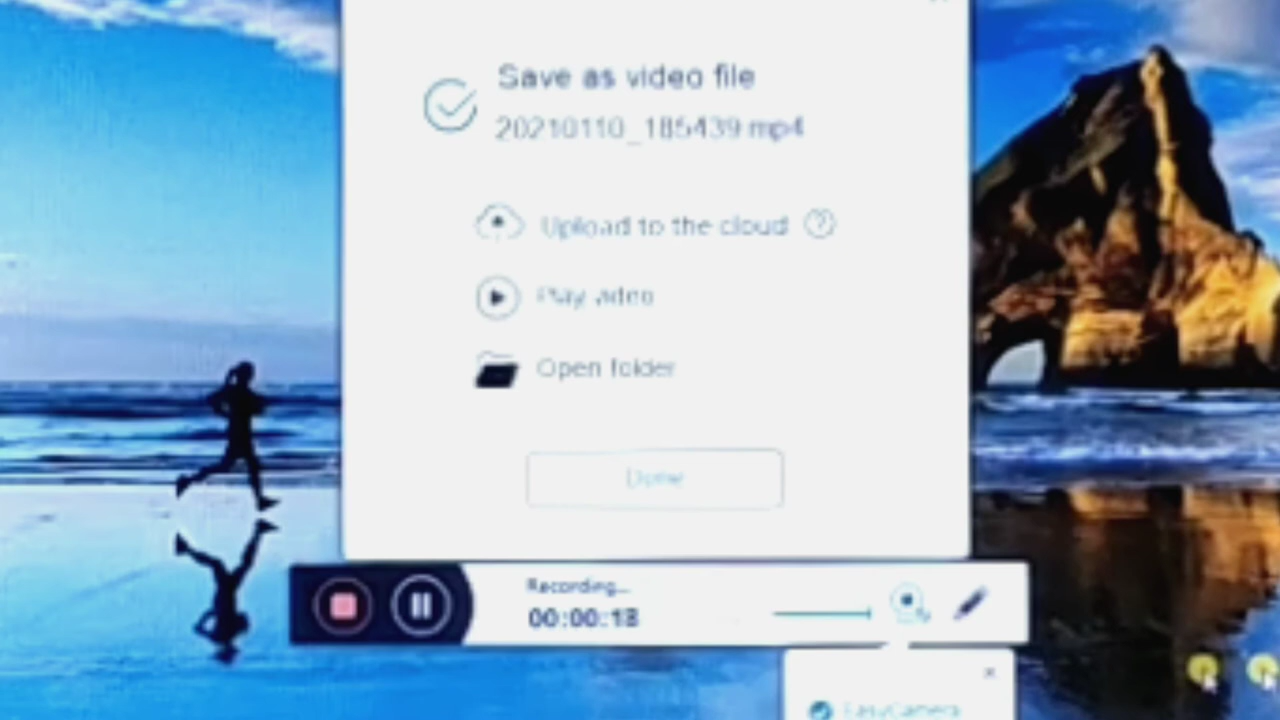 Save as video file
20210110_185439.mp4
Upload to the cloud
Play video
Open folder
Done
Recording...
00:00:18
EasyCamera